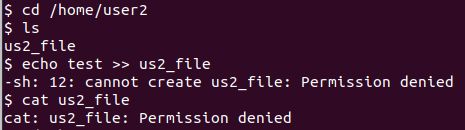 $ cd /home/user2
$ ls
us2_file
$ echo test >> us2_file
-sh: 12: cannot create us2_file: Permission denied
$ cat us2_file
cat: us2_file: Permission denied